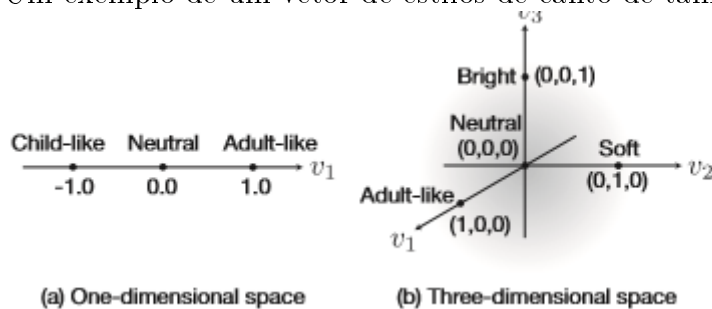 Um exemplo de um vetor de estilos de canto de
v3
Bright (0,0,1)
Neutral
(0,0,0)
Soft
(0,1,0)
v2
Adult-like
(1,0,0)
v1
Child-like Neutral Adult-like
-1.0 0.0 1.0
v1
(a) One-dimensional space
(b) Three-dimensional space